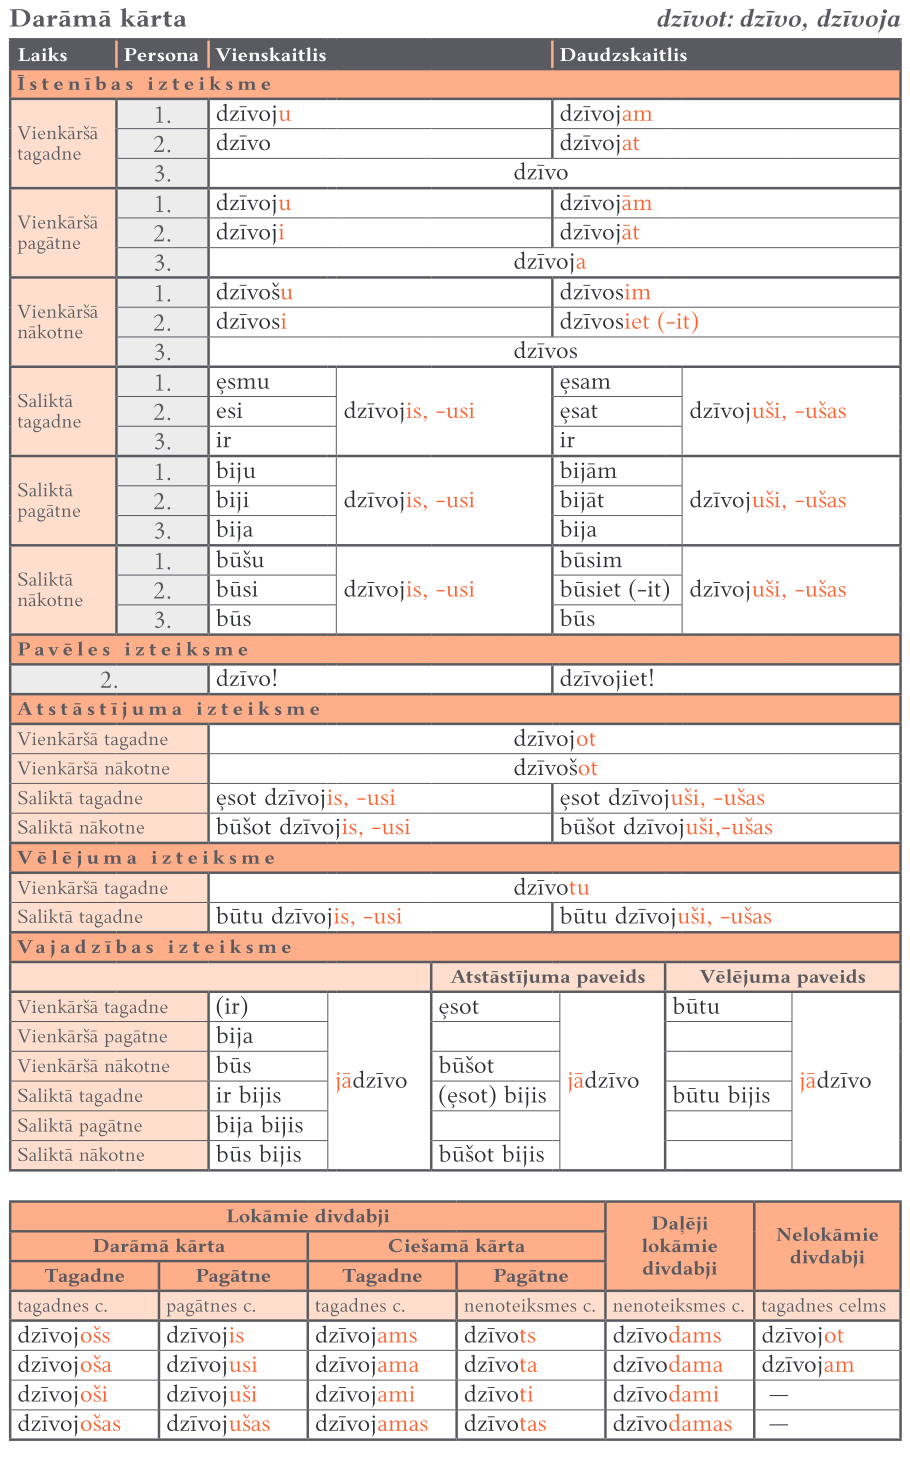 Darāmā kārta dzīvot: dzīvo, dzīvoja
Laiks Persona Vienskaitlis Daudzskaitlis
Īstenības izteiksme
Vienkāršā tagadne 1. dzīvoju dzīvojam
2. dzīvo dzīvojat
3. dzīvo
Vienkāršā pagātne 1. dzīvoju dzīvojām
2. dzīvoji dzīvojāt
3. dzīvoja
Vienkāršā nākotne 1. dzīvošu dzīvosim
2. dzīvosi dzīvosiet (-it)
3. dzīvos
Saliktā tagadne 1. ęsmu ęsam
2. esi dzīvojis, -usi ęsat dzīvojuši, -ušas
3. ir ir
Saliktā pagātne 1. biju bijām
2. biji dzīvojis, -usi bijāt dzīvojuši, -ušas
3. bija bija
Saliktā nākotne 1. būšu būsim
2. būsi dzīvojis, -usi būsiet (-it) dzīvojuši, -ušas
3. būs būs
Pavēles izteiksme
2. dzīvo! dzīvojiet!
Atstāstījuma izteiksme
Vienkāršā tagadne dzīvojot
Vienkāršā nākotne dzīvošot
Saliktā tagadne ęsot dzīvojis, -usi ęsot dzīvojuši, -ušas
Saliktā nākotne būšot dzīvojis, -usi būšot dzīvojuši,-ušas
Vēlējuma izteiksme
Vienkāršā tagadne dzīvotu
Saliktā tagadne būtu dzīvojis, -usi būtu dzīvojuši, -ušas
Vajadzības izteiksme
Atstāstījuma paveids Vēlējuma paveids
Vienkāršā tagadne (ir) ęsot būtu
Vienkāršā pagātne bija
Vienkāršā nākotne būs jādzīvo būšot jādzīvo jādzīvo
Saliktā tagadne ir bijis (ęsot) bijis būtu bijis
Saliktā pagātne bija bijis
Saliktā nākotne būs bijis būšot bijis
Lokāmie divdabji Daļēji lokāmie divdabji Nelokāmie divdabji
Darāmā kārta Ciešamā kārta
Tagadne Pagātne Tagadne Pagātne
tagadnes c. pagātnes c. tagadnes c. nenoteiksmes c. nenoteiksmes c. tagadnes celms
dzīvojošs dzīvojis dzīvojams dzīvots dzīvodams dzīvojot
dzīvojoša dzīvojusi dzīvojama dzīvota dzīvodama dzīvojam
dzīvojoši dzīvojuši dzīvojami dzīvoti dzīvodami —
dzīvojošas dzīvojušas dzīvojamas dzīvotas dzīvodamas —